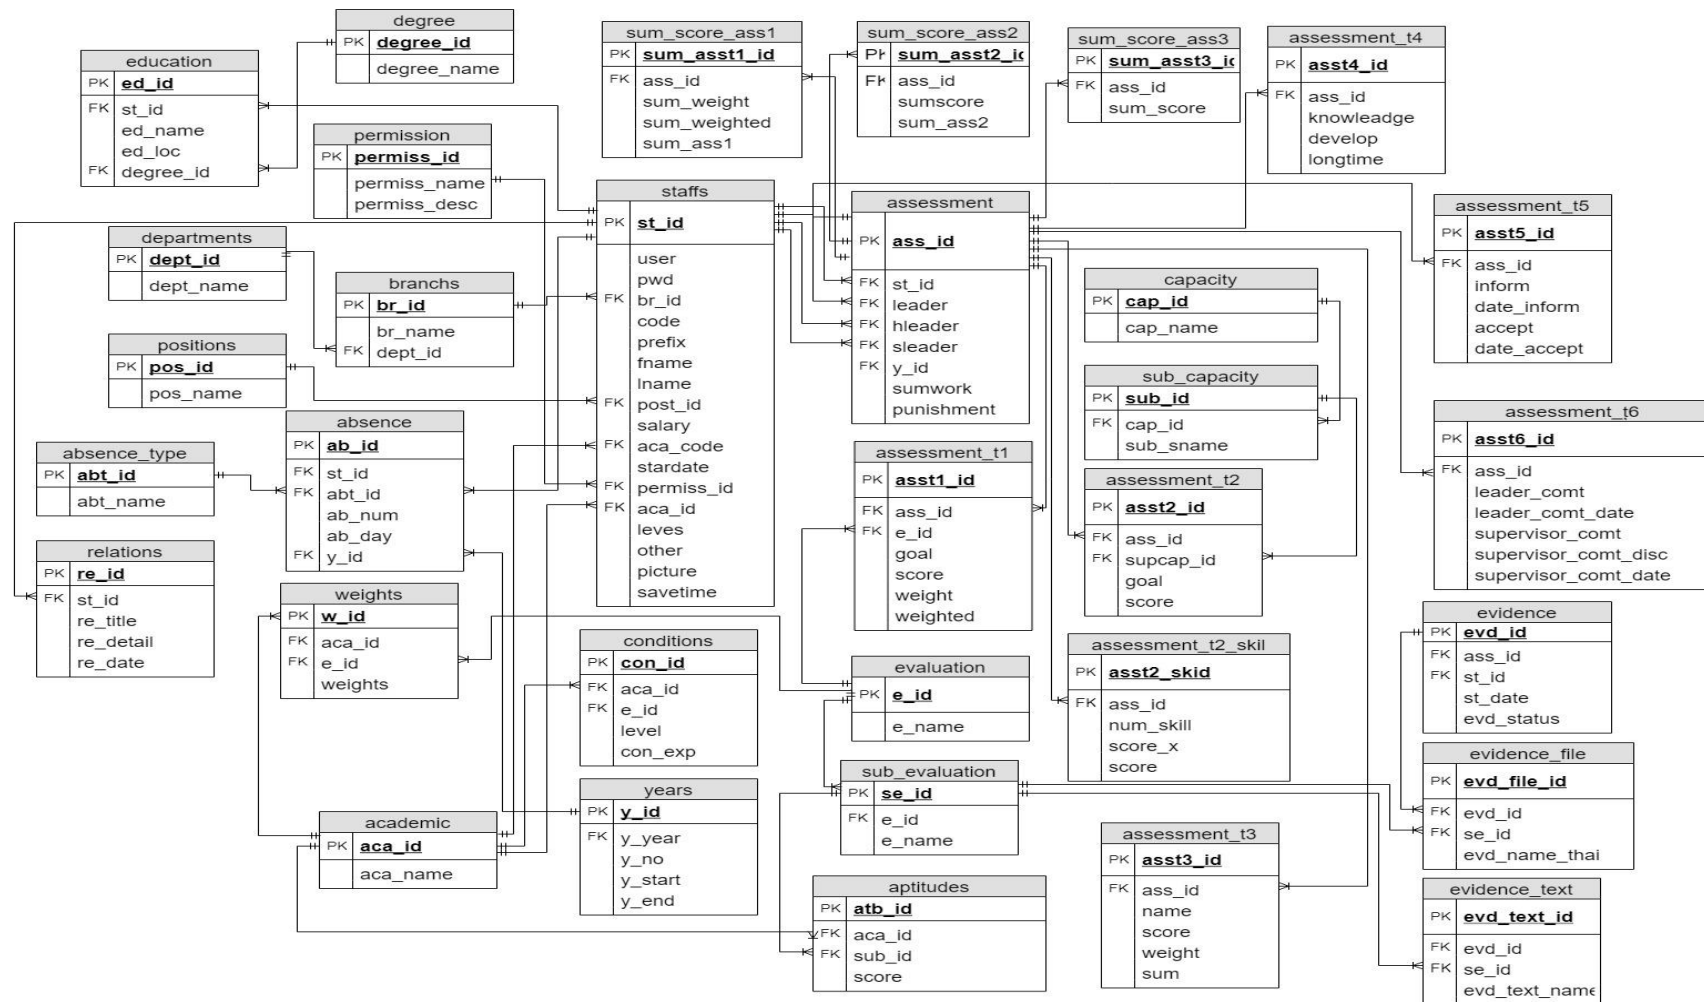 degree
PK degree_id
degree_name
education
PK ed_id
FK st_id
ed_name
ed_loc
FK degree_id
permission
PK permiss_id
permiss_name
permiss_desc
departments
PK dept_id
dept_name
branchs
PK br_id
br_name
FK dept_id
positions
PK pos_id
pos_name
absence
PK ab_id
FK st_id
FK abt_id
ab_num
ab_day
FK y_id
absence_type
PK abt_id
abt_name
relations
PK re_id
FK st_id
re_title
re_detail
re_date
weights
PK w_id
FK aca_id
FK e_id
weights
academic
PK aca_id
aca_name
sum_score_ass1
PK sum_asst1_id
FK ass_id
sum_weight
sum_weighted
sum_ass1
staffs
PK st_id
user
pwd
FK br_id
code
prefix
fname
lname
FK post_id
salary
FK aca_code
stardate
FK permiss_id
FK aca_id
leves
other
picture
savetime
conditions
PK con_id
FK aca_id
FK e_id
level
con_exp
years
PK y_id
FK y_year
y_no
y_start
y_end
sum_score_ass2
PK sum_asst2_id
FK ass_id
sumscore
sum_ass2
assessment
PK ass_id
FK st_id
FK leader
FK hleader
FK sleader
FK y_id
sumwork
punishment
assessment_t1
PK asst1_id
FK ass_id
FK e_id
goal
score
weight
weighted
evaluation
PK e_id
e_name
sub_evaluation
PK se_id
FK e_id
e_name
aptitudes
PK atb_id
FK aca_id
FK sub_id
score
sum_score_ass3
PK sum_asst3_id
FK ass_id
sum_score
capacity
PK cap_id
cap_name
sub_capacity
PK sub_id
FK cap_id
sub_sname
assessment_t2
PK asst2_id
FK ass_id
FK supcap_id
goal
score
assessment_t2_skil
PK asst2_skid
FK ass_id
num_skill
score_x
score
assessment_t3
PK asst3_id
FK ass_id
name
score
weight
sum
assessment_t4
PK asst4_id
FK ass_id
knowleadge
develop
longtime
assessment_t5
PK asst5_id
FK ass_id
inform
date_inform
accept
date_accept
assessment_t6
PK asst6_id
FK ass_id
leader_comt
leader_comt_date
supervisor_comt
supervisor_comt_disc
supervisor_comt_date
evidence
PK evd_id
FK ass_id
FK st_id
st_date
evd_status
evidence_file
PK evd_file_id
FK evd_id
FK se_id
evd_name_thai
evidence_text
PK evd_text_id
FK evd_id
FK se_id
evd_text_name